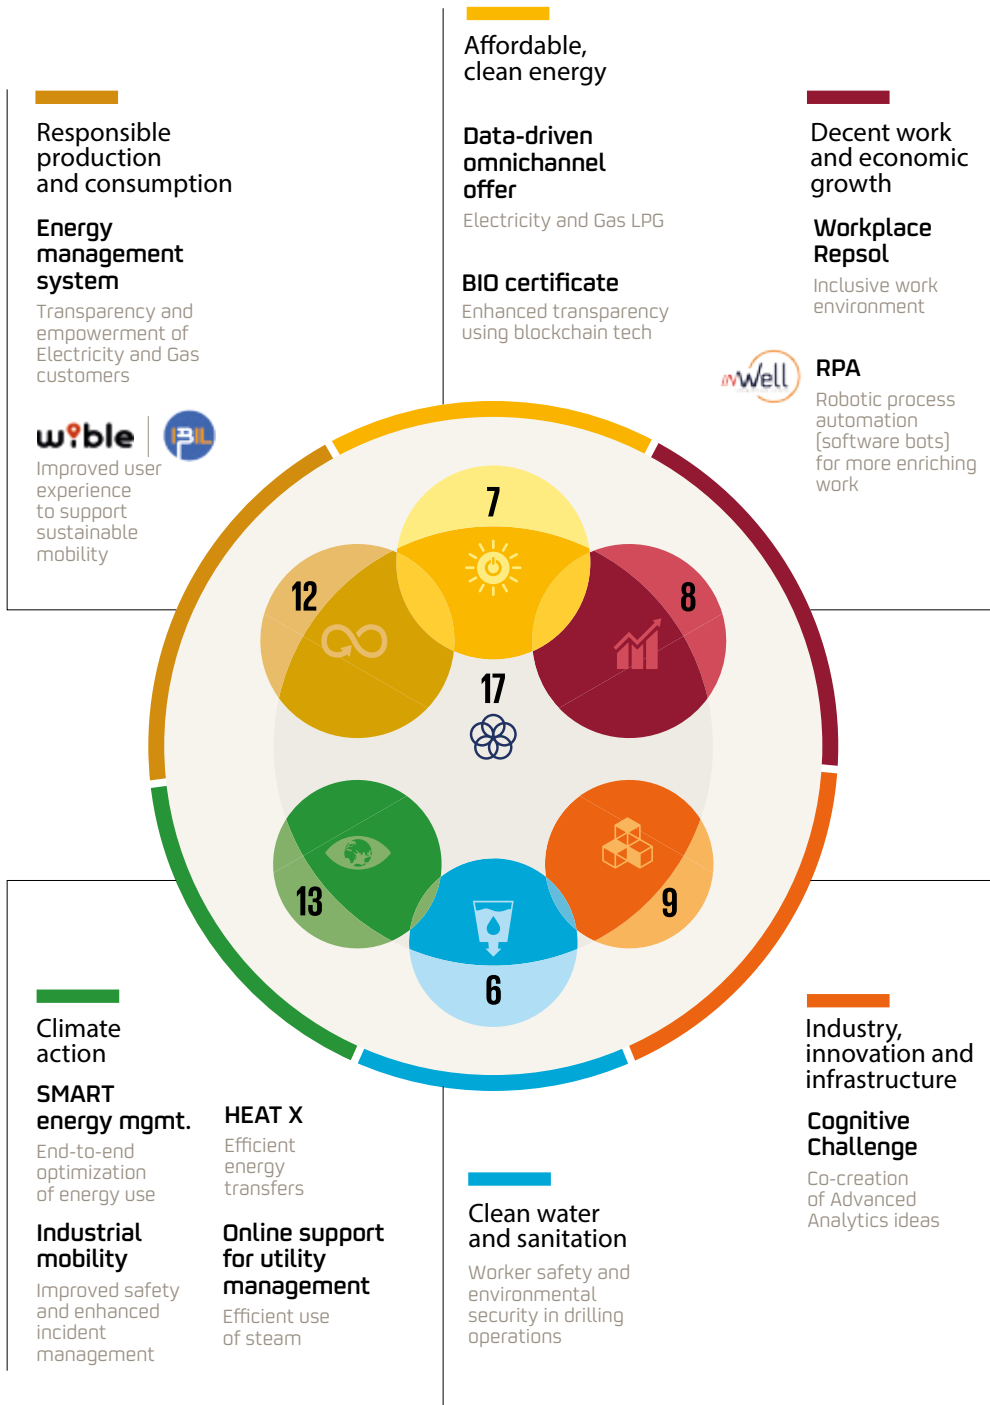 Affordable,
clean energy
Data-driven
omnichannel
offer
Electricity and Gas LPG
BIO certificate
Enhanced transparency
using blockchain tech
Responsible
production
and consumption
Energy
management
system
Transparency and
empowerment of
Electricity and Gas
customers
wible
IBIL
Improved user
experience
to support
sustainable
mobility
Decent work
and economic
growth
Workplace
Repsol
Inclusive work
environment
inWell
RPA
Robotic process
automation
(software bots)
for more enriching
work
7
12
8
17
13
9
6
Climate
action
SMART
energy mgmt.
End-to-end
optimization
of energy use
Industrial
mobility
Improved safety
and enhanced
incident
management
HEAT X
Efficient
energy
transfers
Online support
for utility
management
Efficient use
of steam
Clean water
and sanitation
Worker safety and
environmental
security in drilling
operations
Industry,
innovation and
infrastructure
Cognitive
Challenge
Co-creation
of Advanced
Analytics ideas